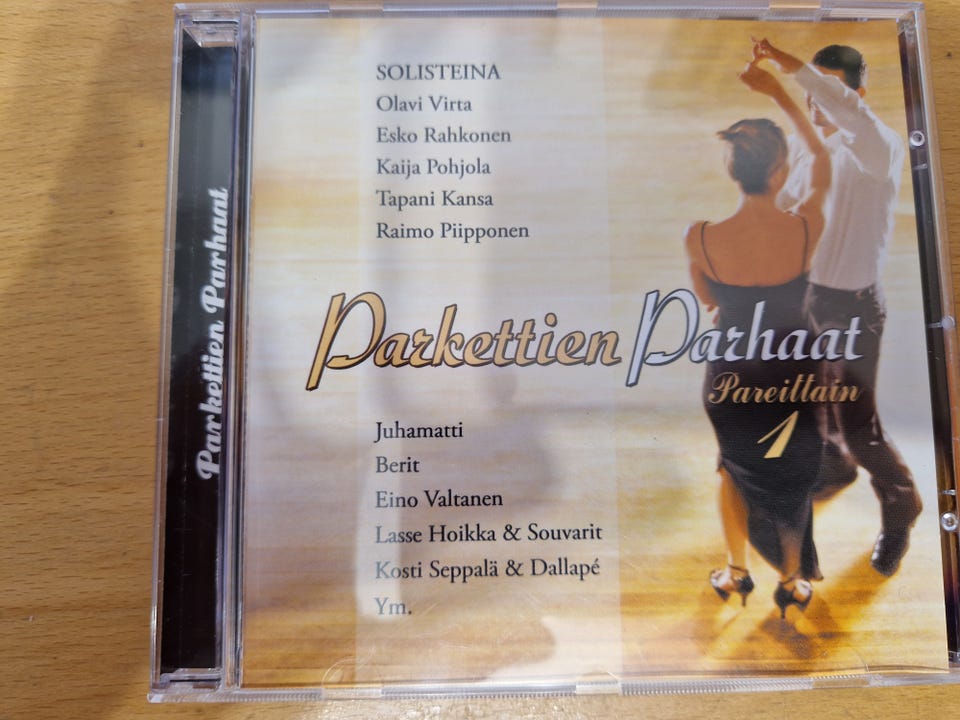 Parkettien Parhaat
SOLISTEINA
Olavi Virta
Esko Rahkonen
Kaija Pohjola
Tapani Kansa
Raimo Piipponen
Parkettien Parhaat
Pareittain
1
Juhamatti
Berit
Eino Valtanen
Lasse Hoikka & Souvarit
Kosti Seppalä & Dallapé
Ym.